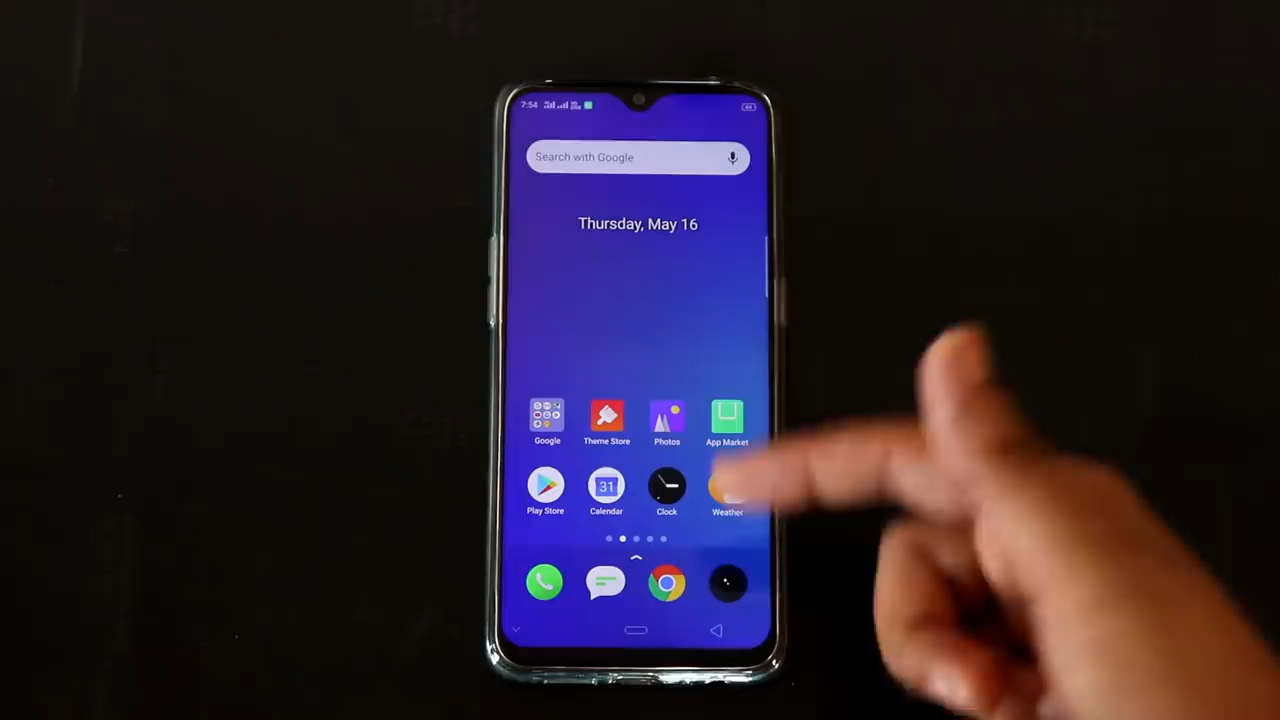 7:54
Search with Google
Thursday, May 16
Google Theme Store Photos App Market
31
Play Store Calendar Clock Weather